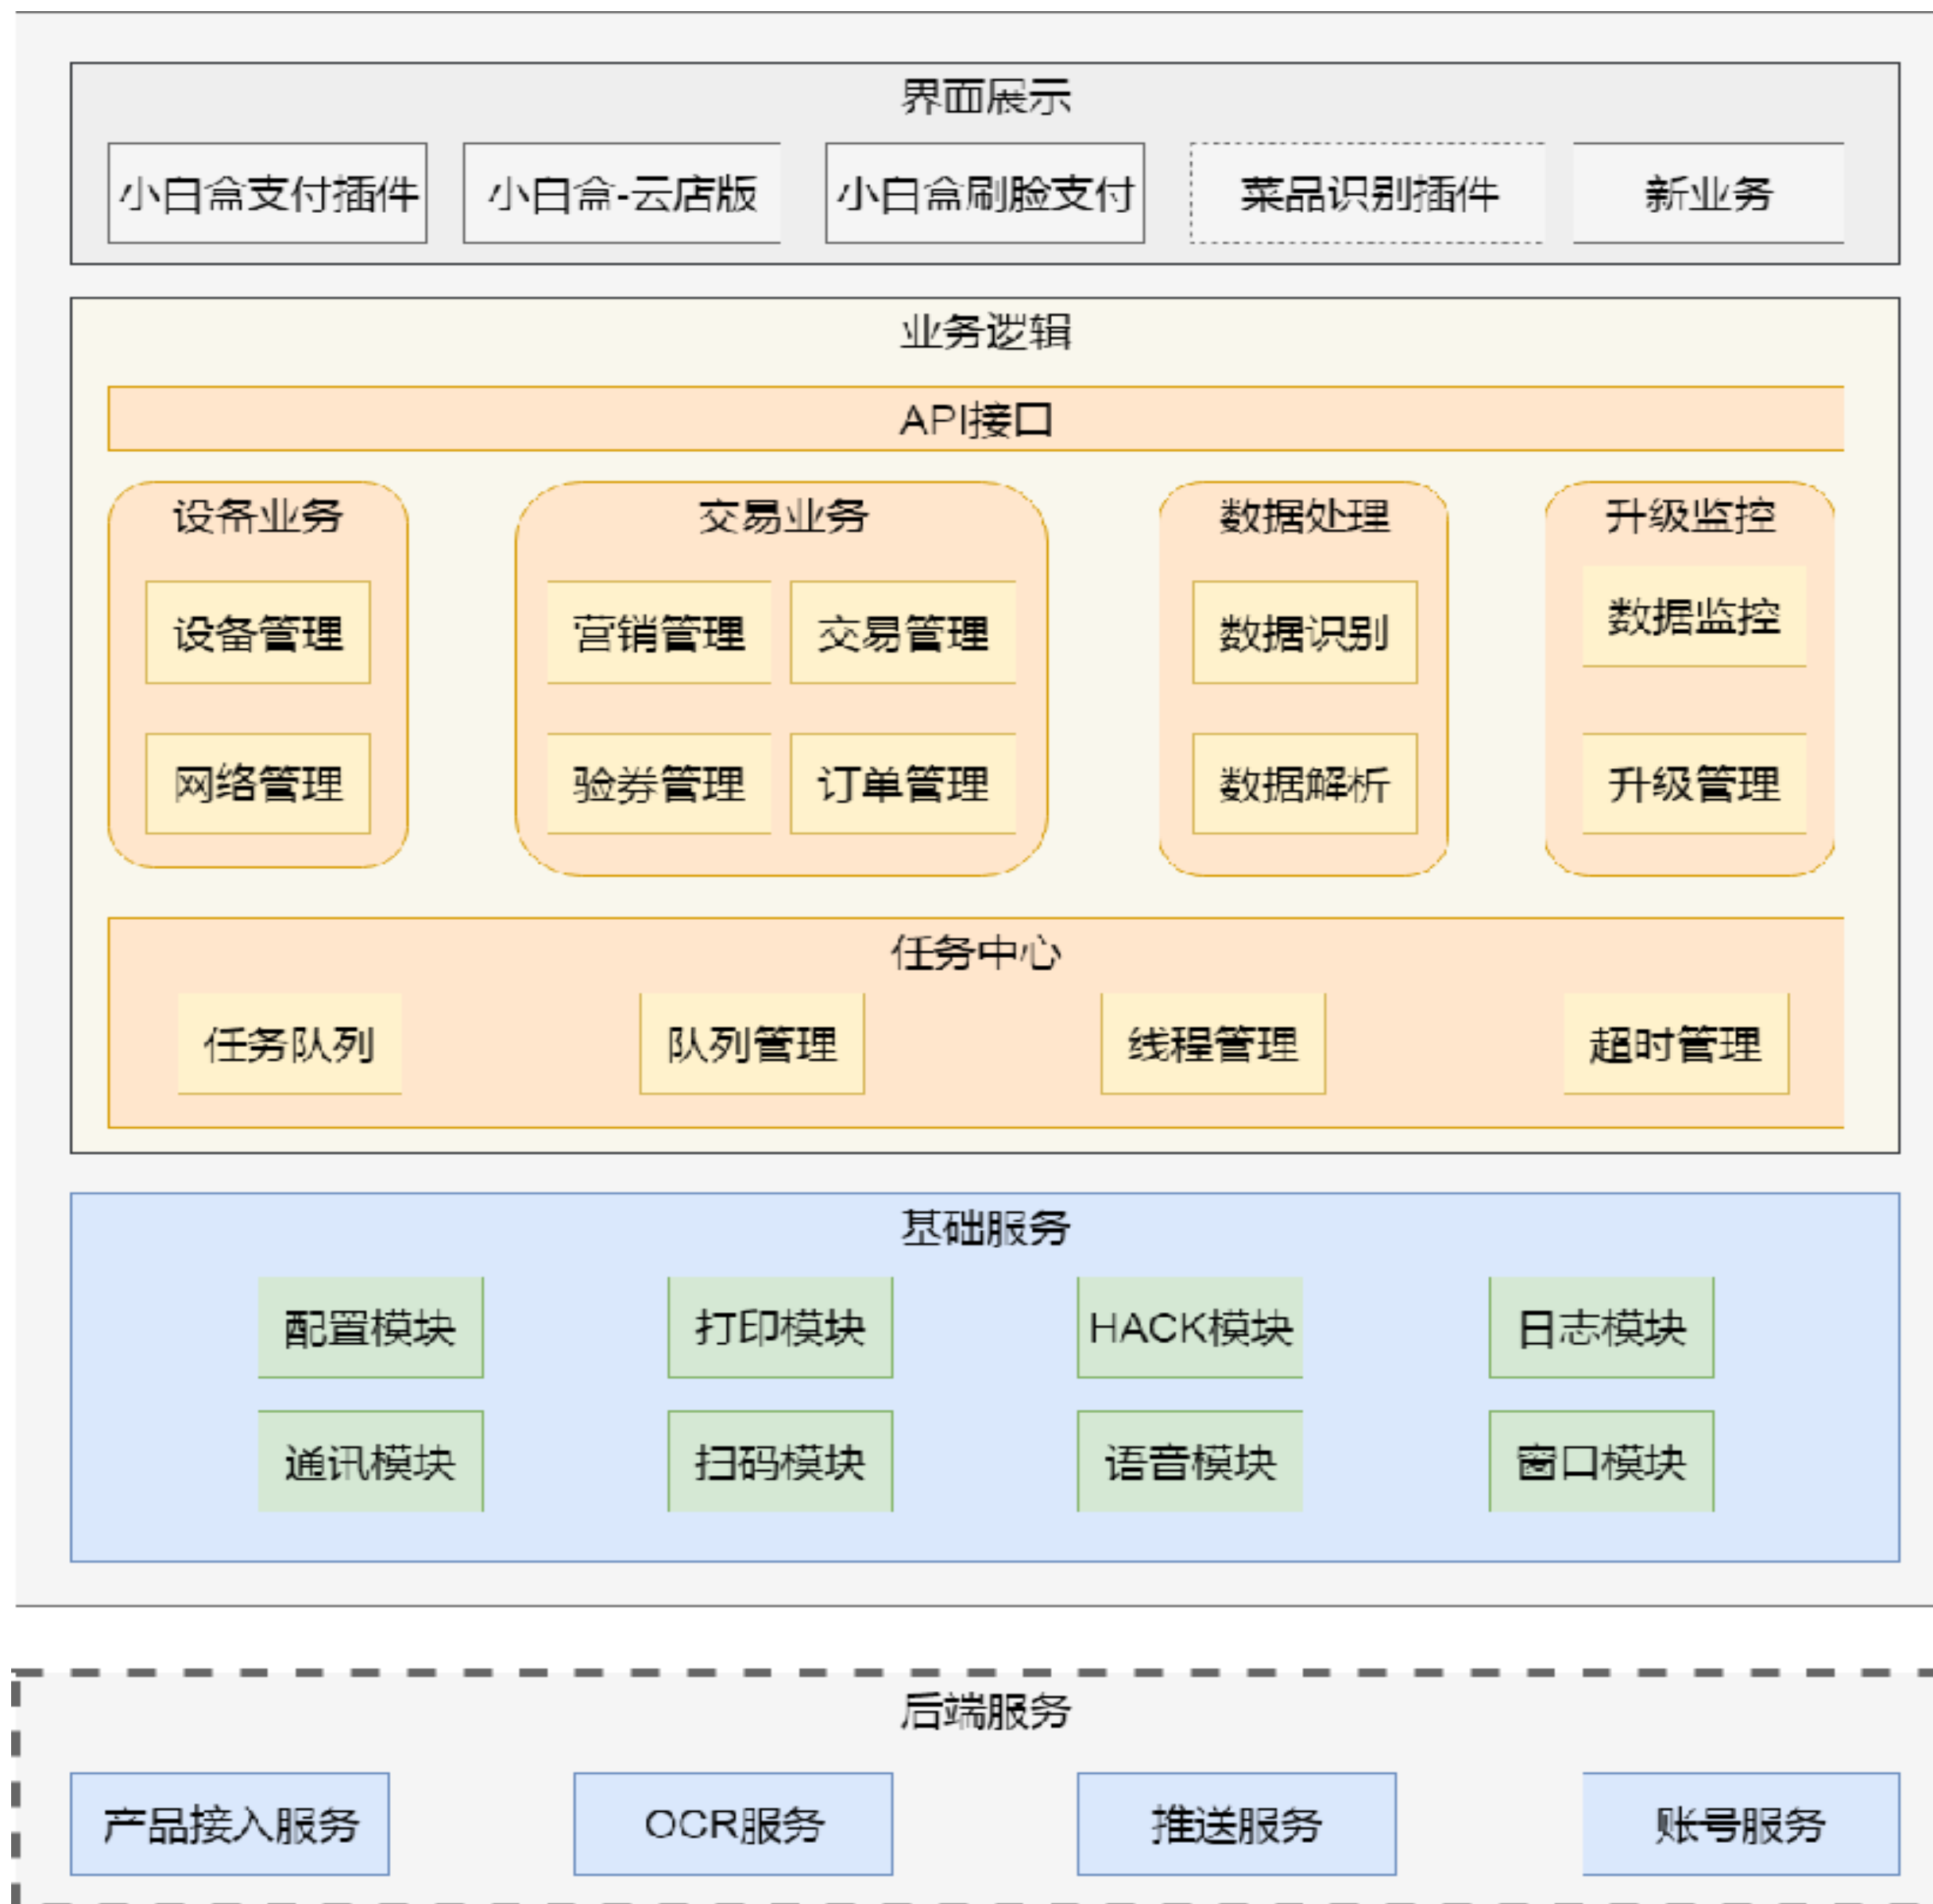 界面展示
小白盒支付插件 小白盒-云店版 小白盒刷脸支付 菜品识别插件 新业务
业务逻辑
API接口
设备业务 交易业务 数据处理 升级监控
设备管理 营销管理 交易管理 数据识别 数据监控
网络管理 验券管理 订单管理 数据解析 升级管理
任务中心
任务队列 队列管理 线程管理 超时管理
基础服务
配置模块 打印模块 HACK模块 日志模块
通讯模块 扫码模块 语音模块 窗口模块
后端服务
产品接入服务 OCR服务 推送服务 账号服务